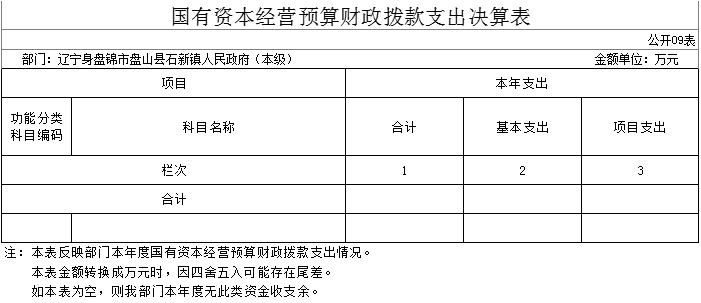 国有资本经营预算财政拨款支出决算表
公开09表
部门：辽宁身盘锦市盘山县石新镇人民政府（本级）
金额单位：万元
项目 本年支出
功能分类科目编码 科目名称 合计 基本支出 项目支出
栏次 1 2 3
合计
注：本表反映部门本年度国有资本经营预算财政拨款支出情况。
本表金额转换成万元时，因四舍五入可能存在尾差。
如本表为空，则我部门本年度无此类资金收支余。